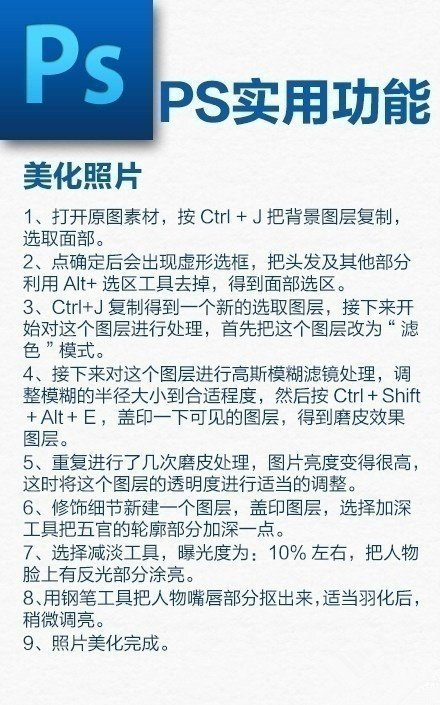 Ps
PS实用功能
美化照片
1、打开原图素材，按 Ctrl + J 把背景图层复制，
选取面部。
2、点确定后会出现虚形选框，把头发及其他部分
利用 Alt+ 选区工具去掉，得到面部选区。
3、Ctrl+J 复制得到一个新的选取图层，接下来开
始对这个图层进行处理，首先把这个图层改为 “ 滤
色 ” 模式。
4、接下来对这个图层进行高斯模糊滤镜处理，调
整模糊的半径大小到合适程度，然后按 Ctrl + Shift
+ Alt + E ，盖印一下可见的图层，得到磨皮效果
图层。
5、重复进行了几次磨皮处理，图片亮度变得很高，
这时将这个图层的透明度进行适当的调整。
6、修饰细节新建一个图层，盖印图层，选择加深
工具把五官的轮廓部分加深一点。
7、选择减淡工具，曝光度为：10% 左右，把人物
脸上有反光部分涂亮。
8、用钢笔工具把人物嘴唇部分抠出来，适当羽化后，
稍微调亮。
9、照片美化完成。